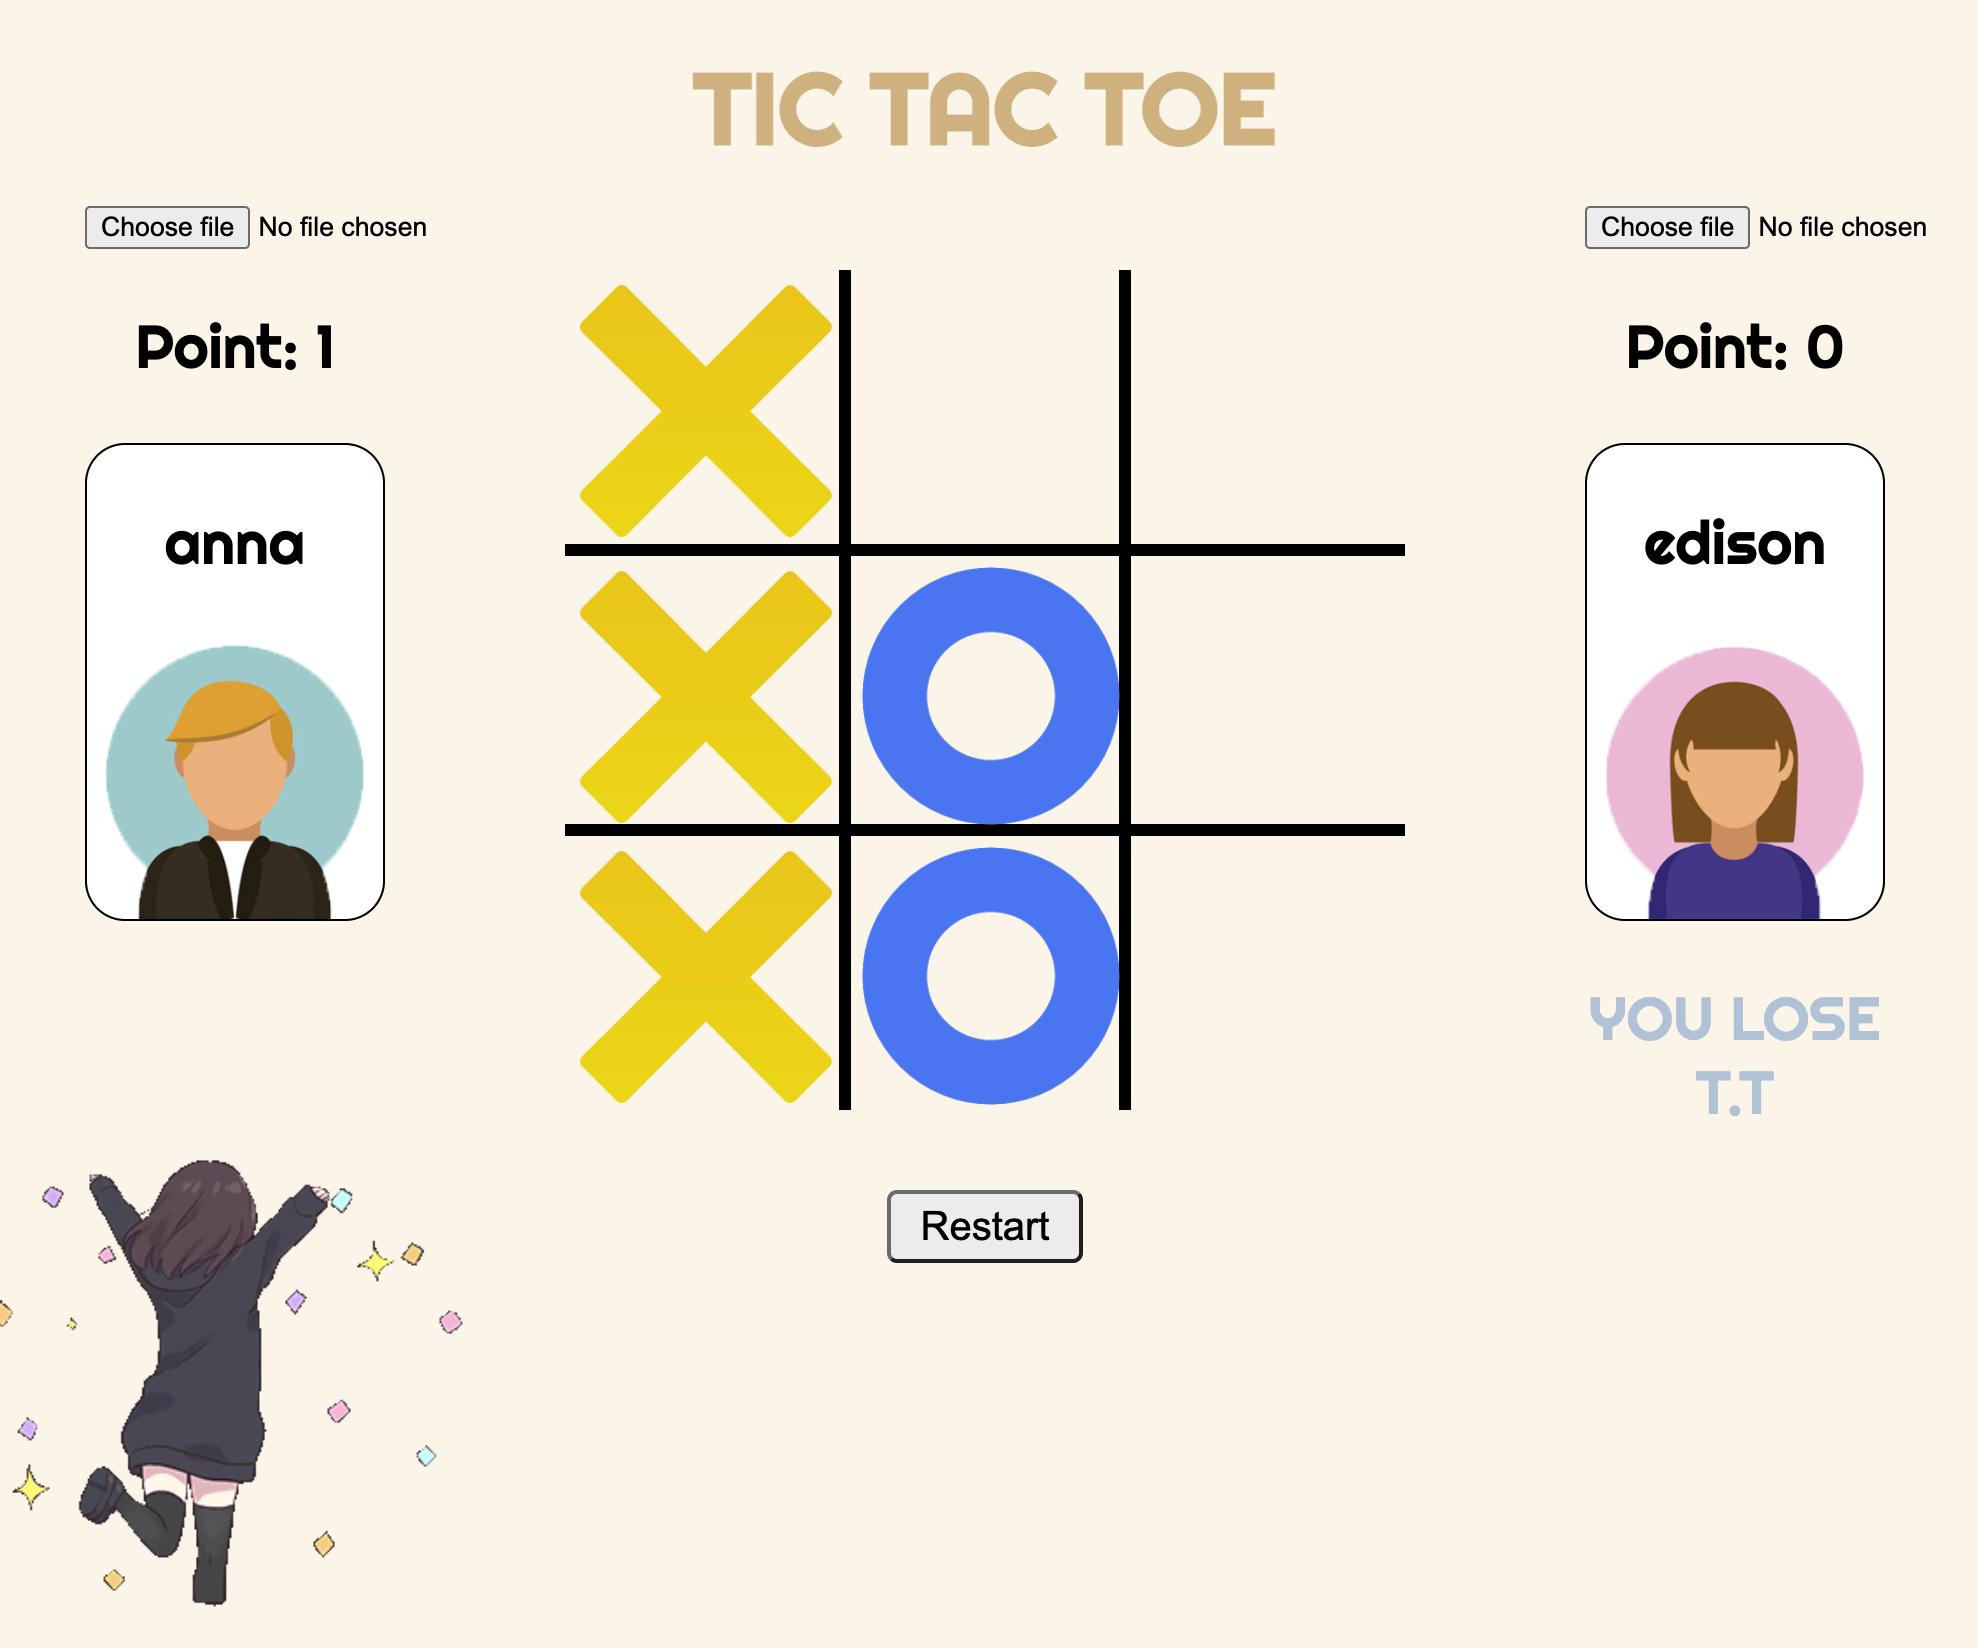 TIC TAC TOE
Choose file No file chosen
Choose file No file chosen
Point: 1
Point: 0
anna
edison
YOU LOSE
T.T
Restart